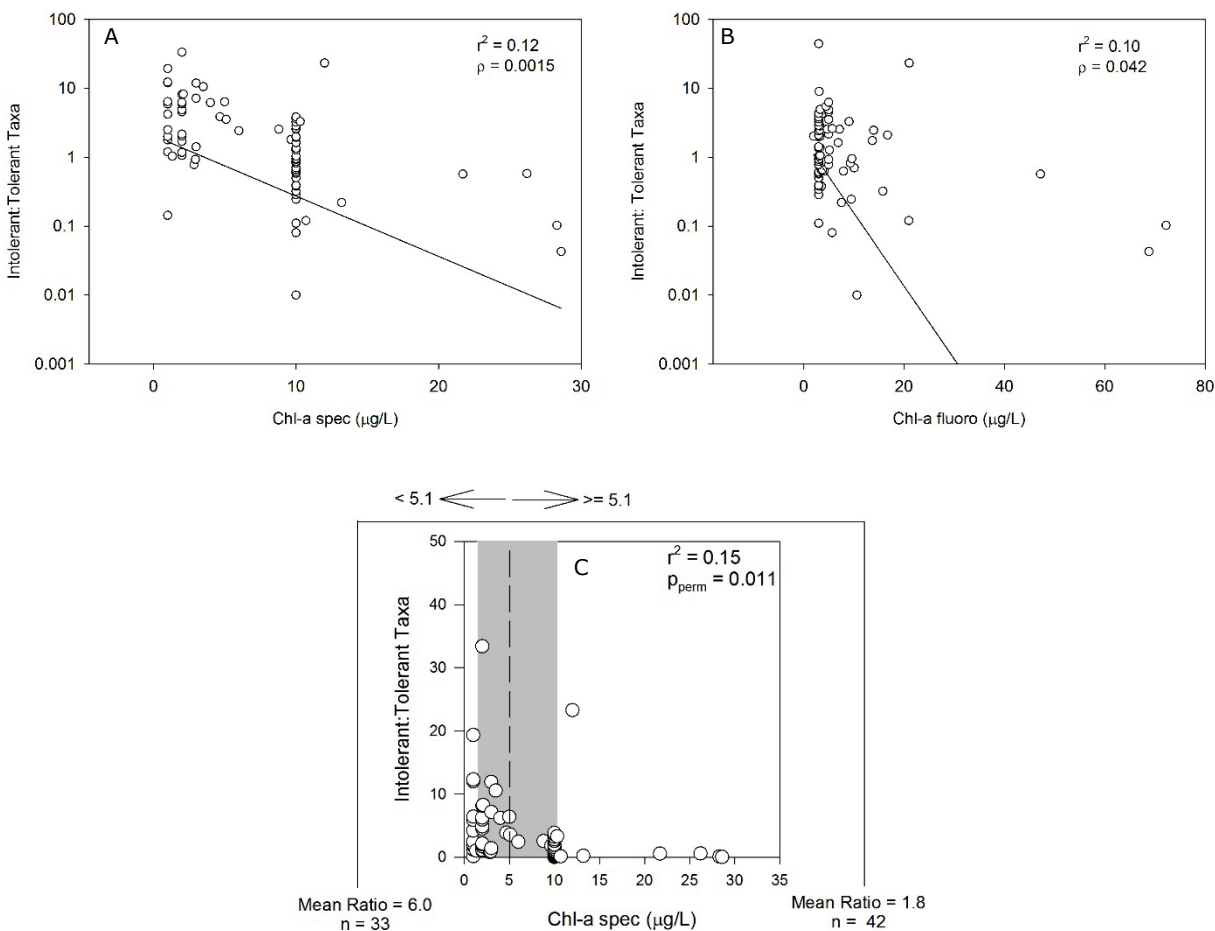 A
r² = 0.12
ρ = 0.0015
Intolerant:Tolerant Taxa
100
10
1
0.1
0.01
0.001
0 10 20 30
Chl-a spec (µg/L)
B
r² = 0.10
ρ = 0.042
Intolerant: Tolerant Taxa
100
10
1
0.1
0.01
0.001
0 20 40 60 80
Chl-a fluoro (µg/L)
< 5.1 >= 5.1
C
r² = 0.15
p_perm = 0.011
Intolerant:Tolerant Taxa
50
40
30
20
10
0
0 5 10 15 20 25 30 35
Chl-a spec (µg/L)
Mean Ratio = 6.0
n = 33
Mean Ratio = 1.8
n = 42